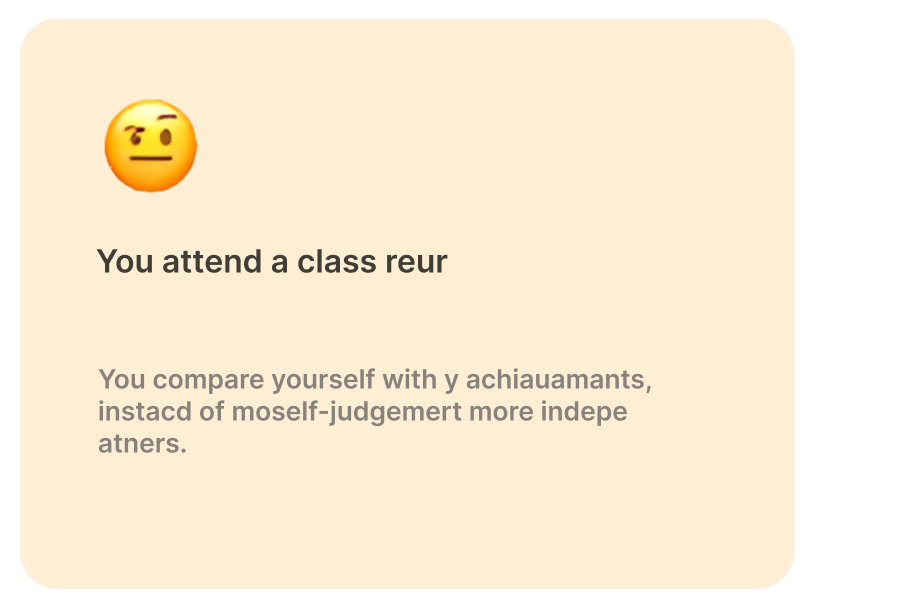 You attend a class reur
You compare yourself with y achiauamants,
instacd of moself-judgemert more indepe
atners.